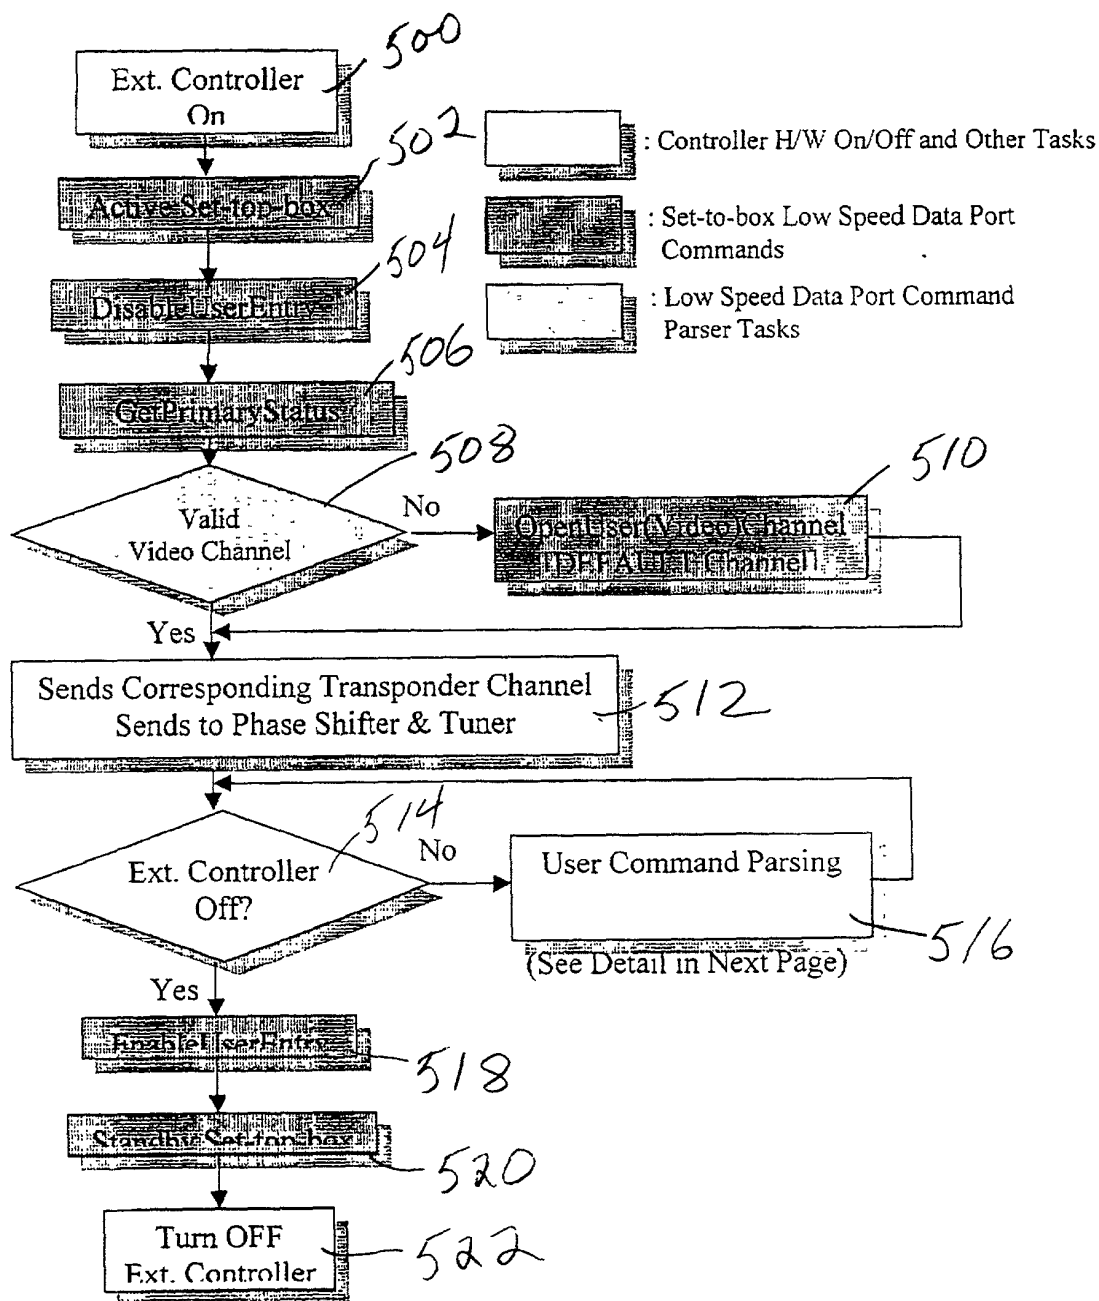 500
Ext. Controller
On
502
: Controller H/W On/Off and Other Tasks
Active Set-top-box
: Set-to-box Low Speed Data Port
Commands
504
DisableUserEntry
: Low Speed Data Port Command
Parser Tasks
506
GetPrimaryStatus
508
510
Valid
Video Channel
No
OpenUser(Video)Channel
[DEFAULT Channel]
Yes
Sends Corresponding Transponder Channel
Sends to Phase Shifter & Tuner
512
514
Ext. Controller
Off?
No
User Command Parsing
516
(See Detail in Next Page)
Yes
EnableUserEntry
518
Standby Set-top-box
520
Turn OFF
Ext. Controller
522